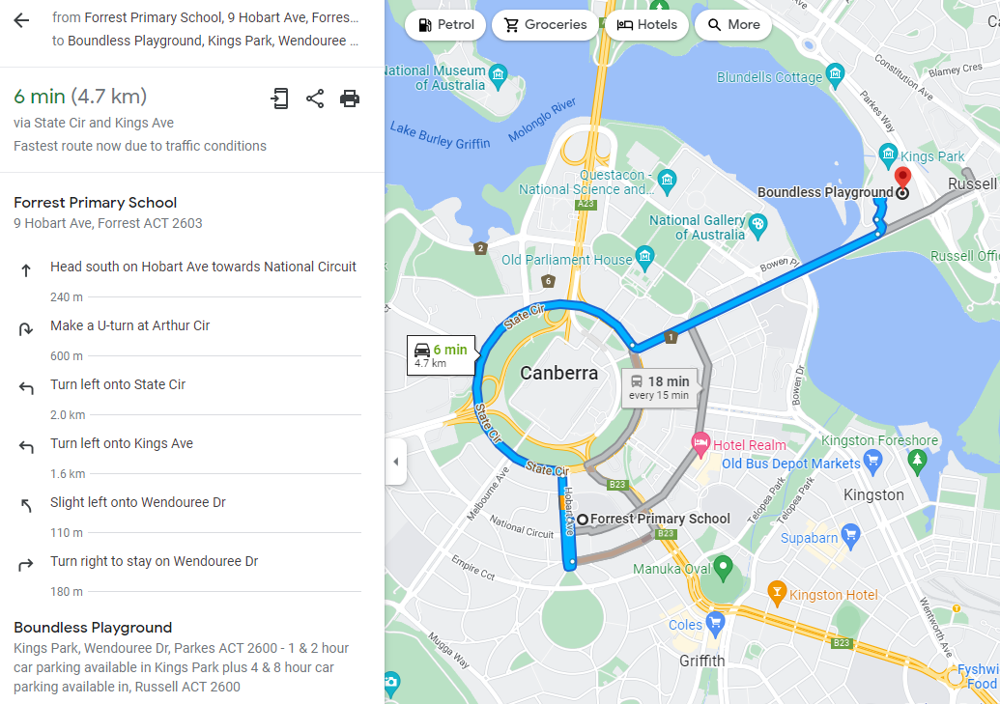 from Forrest Primary School, 9 Hobart Ave, Forres...
to Boundless Playground, Kings Park, Wendouree ...
6 min (4.7 km)
via State Cir and Kings Ave
Fastest route now due to traffic conditions
Forrest Primary School
9 Hobart Ave, Forrest ACT 2603
Head south on Hobart Ave towards National Circuit
240 m
Make a U-turn at Arthur Cir
600 m
Turn left onto State Cir
2.0 km
Turn left onto Kings Ave
1.6 km
Slight left onto Wendouree Dr
110 m
Turn right to stay on Wendouree Dr
180 m
Boundless Playground
Kings Park, Wendouree Dr, Parkes ACT 2600 - 1 & 2 hour
car parking available in Kings Park plus 4 & 8 hour car
parking available in, Russell ACT 2600
Petrol
Groceries
Hotels
More
National Museum
of Australia
Blundells Cottage
Constitution Ave
Blamey Cres
Parkes Way
Lake Burley Griffin
Molonglo River
Kings Park
Questacon -
National Science and...
Boundless Playground
Russell
A23
National Gallery
of Australia
2
Old Parliament House
Bowen Pl
Russell Offi
6
State Cir
1
6 min
4.7 km
Canberra
18 min
every 15 min
Bowen Dr
State Cir
Hotel Realm
Kingston Foreshore
Old Bus Depot Markets
State Cir
B23
Melbourne Ave
Hobart Ave
Telopea Park
Telopea Park
Kingston
Forrest Primary School
National Circuit
B23
Supabarn
Empire Cct
Manuka Oval
Kingston Hotel
Coles
Wentworth Ave
Mugga Way
B23
Griffith
Fyshwi
Food